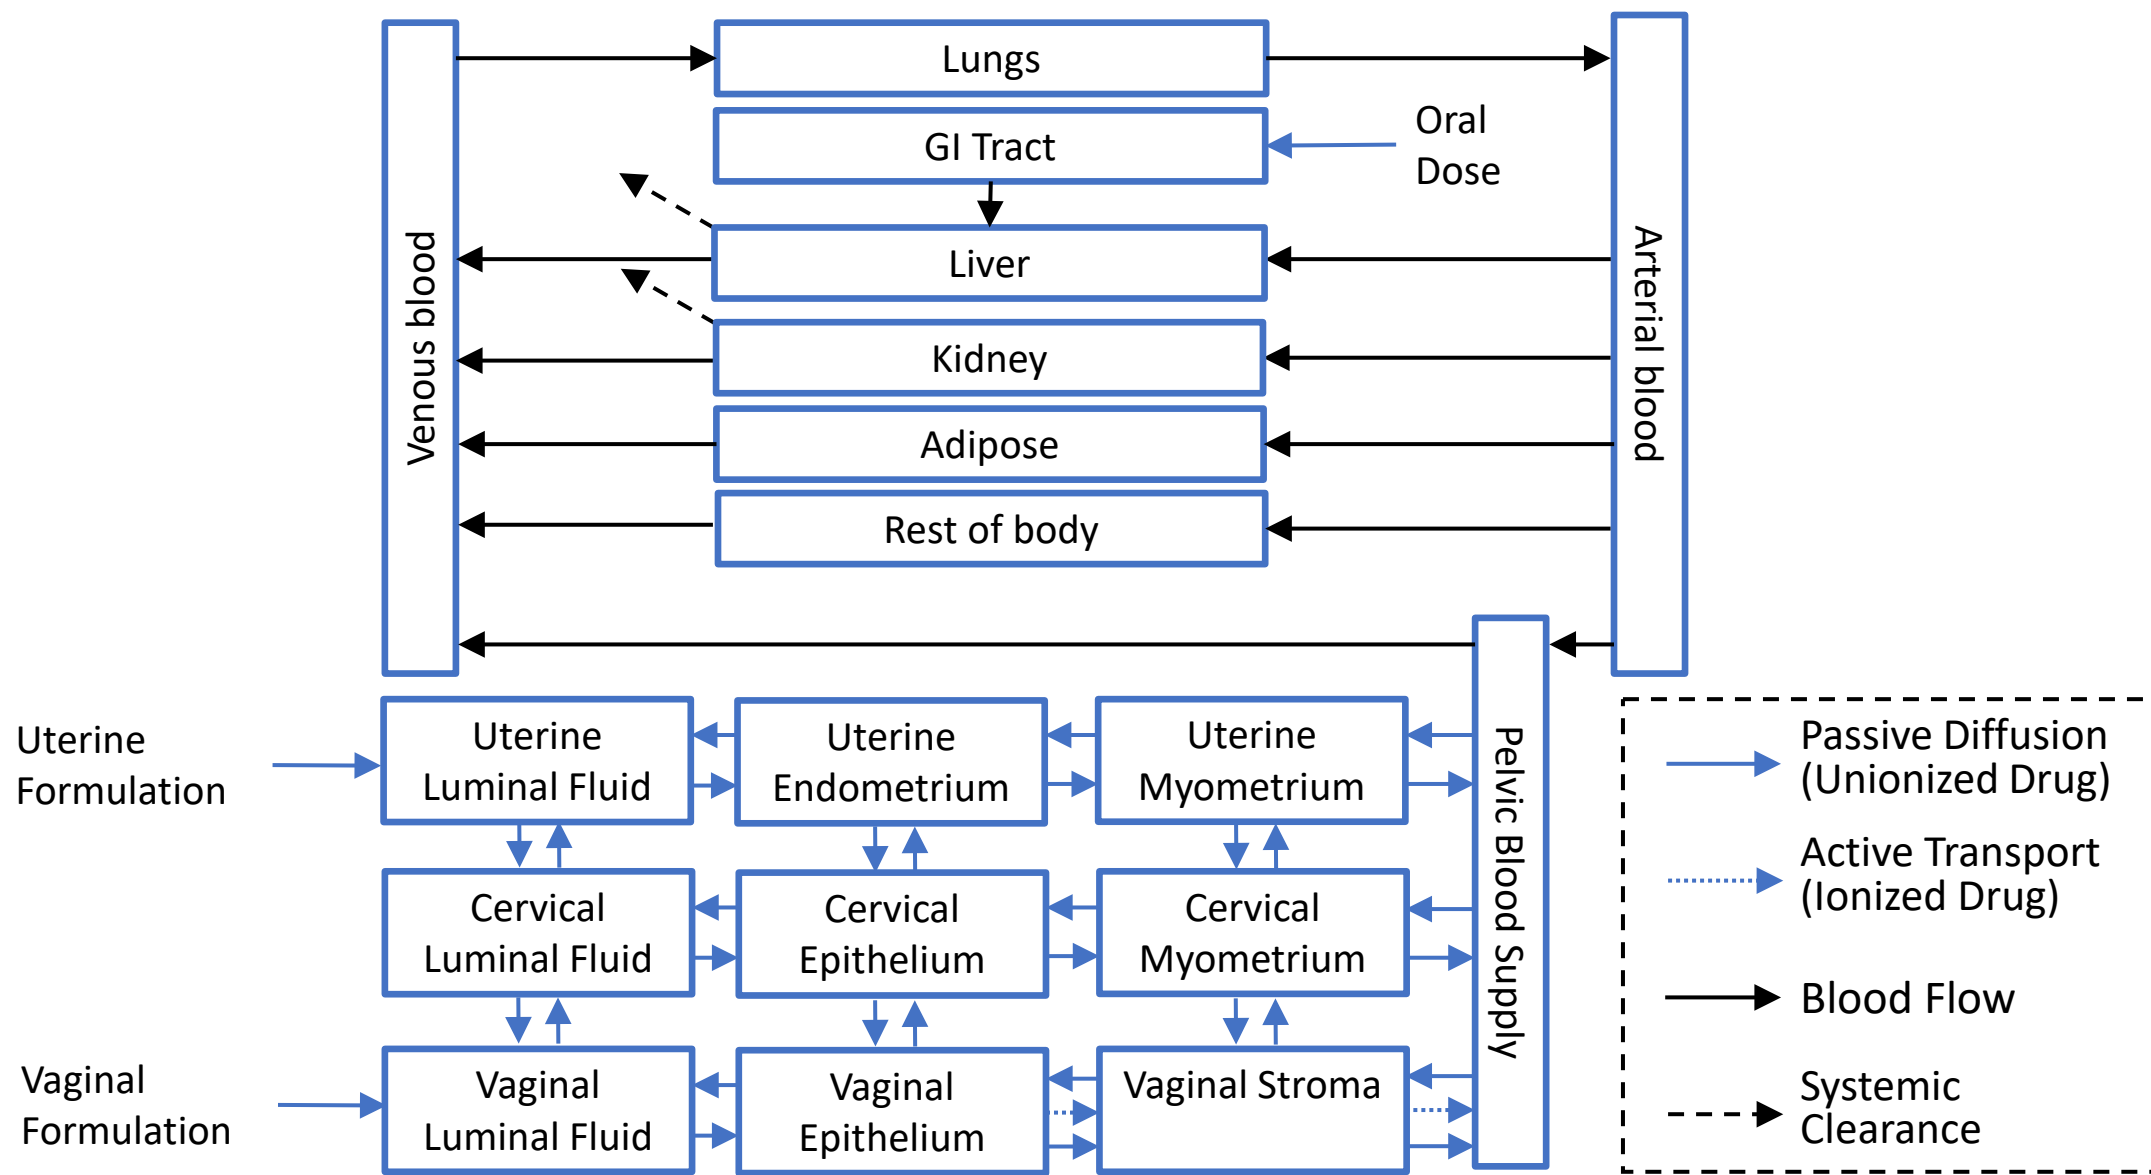 Lungs
GI Tract
Oral
Dose
Liver
Kidney
Adipose
Rest of body
Venous blood
Arterial blood
Pelvic Blood Supply
Uterine
Formulation
Uterine
Luminal Fluid
Uterine
Endometrium
Uterine
Myometrium
Cervical
Luminal Fluid
Cervical
Epithelium
Cervical
Myometrium
Vaginal
Formulation
Vaginal
Luminal Fluid
Vaginal
Epithelium
Vaginal Stroma
Passive Diffusion
(Unionized Drug)
Active Transport
(Ionized Drug)
Blood Flow
Systemic
Clearance